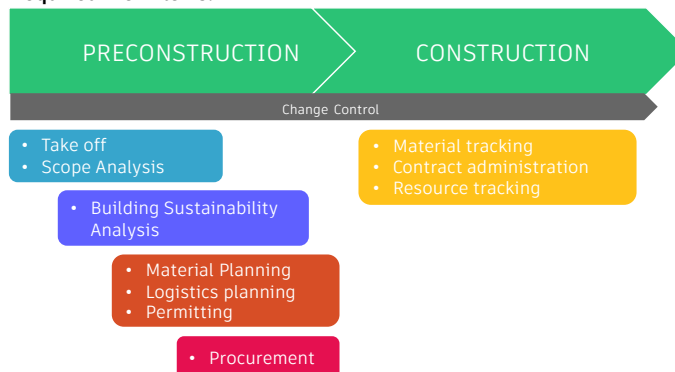 PRECONSTRUCTION
CONSTRUCTION
Change Control
• Take off
• Scope Analysis
• Material tracking
• Contract administration
• Resource tracking
• Building Sustainability
Analysis
• Material Planning
• Logistics planning
• Permitting
• Procurement